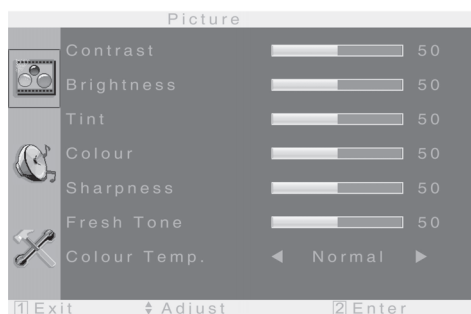 Picture
Contrast 50
Brightness 50
Tint 50
Colour 50
Sharpness 50
Fresh Tone 50
Colour Temp. Normal
1 Exit Adjust 2 Enter